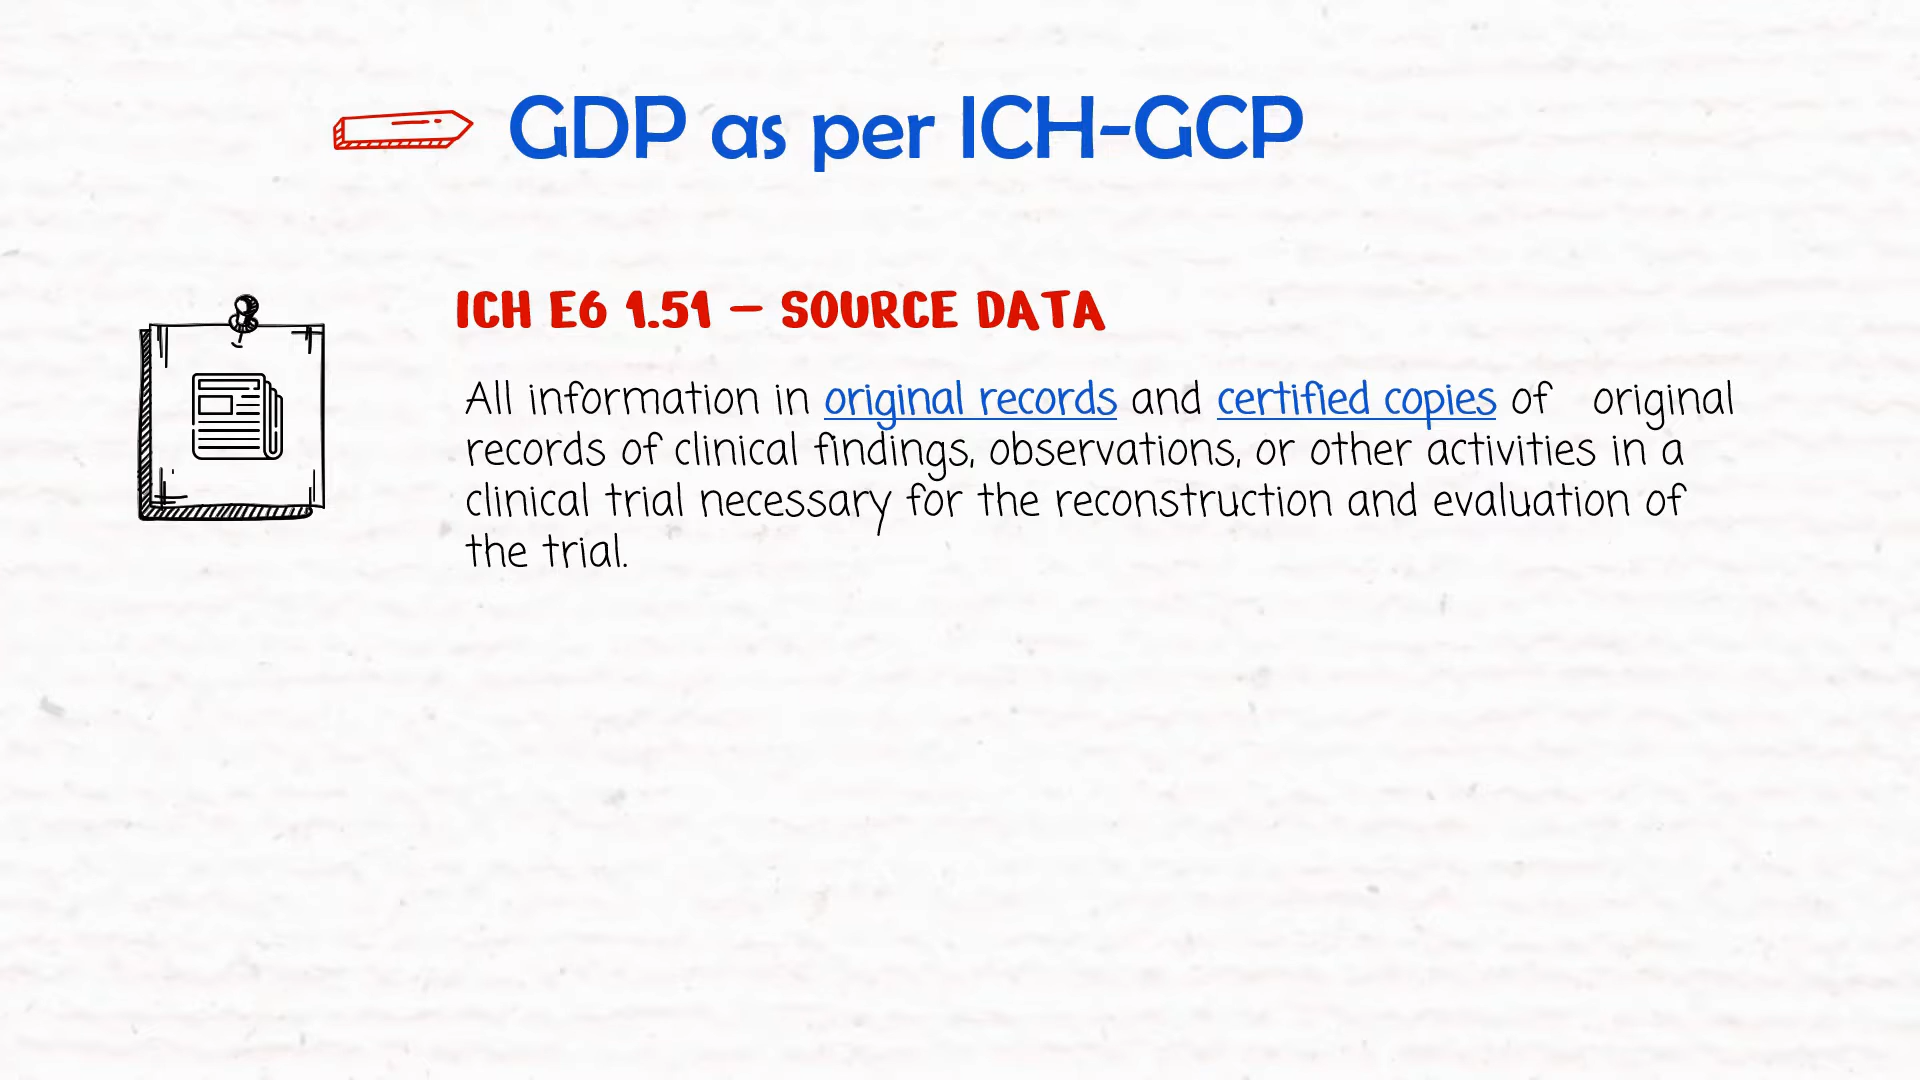 GDP as per ICH-GCP
ICH E6 1.51 – SOURCE DATA
All information in original records and certified copies of original
records of clinical findings, observations, or other activities in a
clinical trial necessary for the reconstruction and evaluation of
the trial.